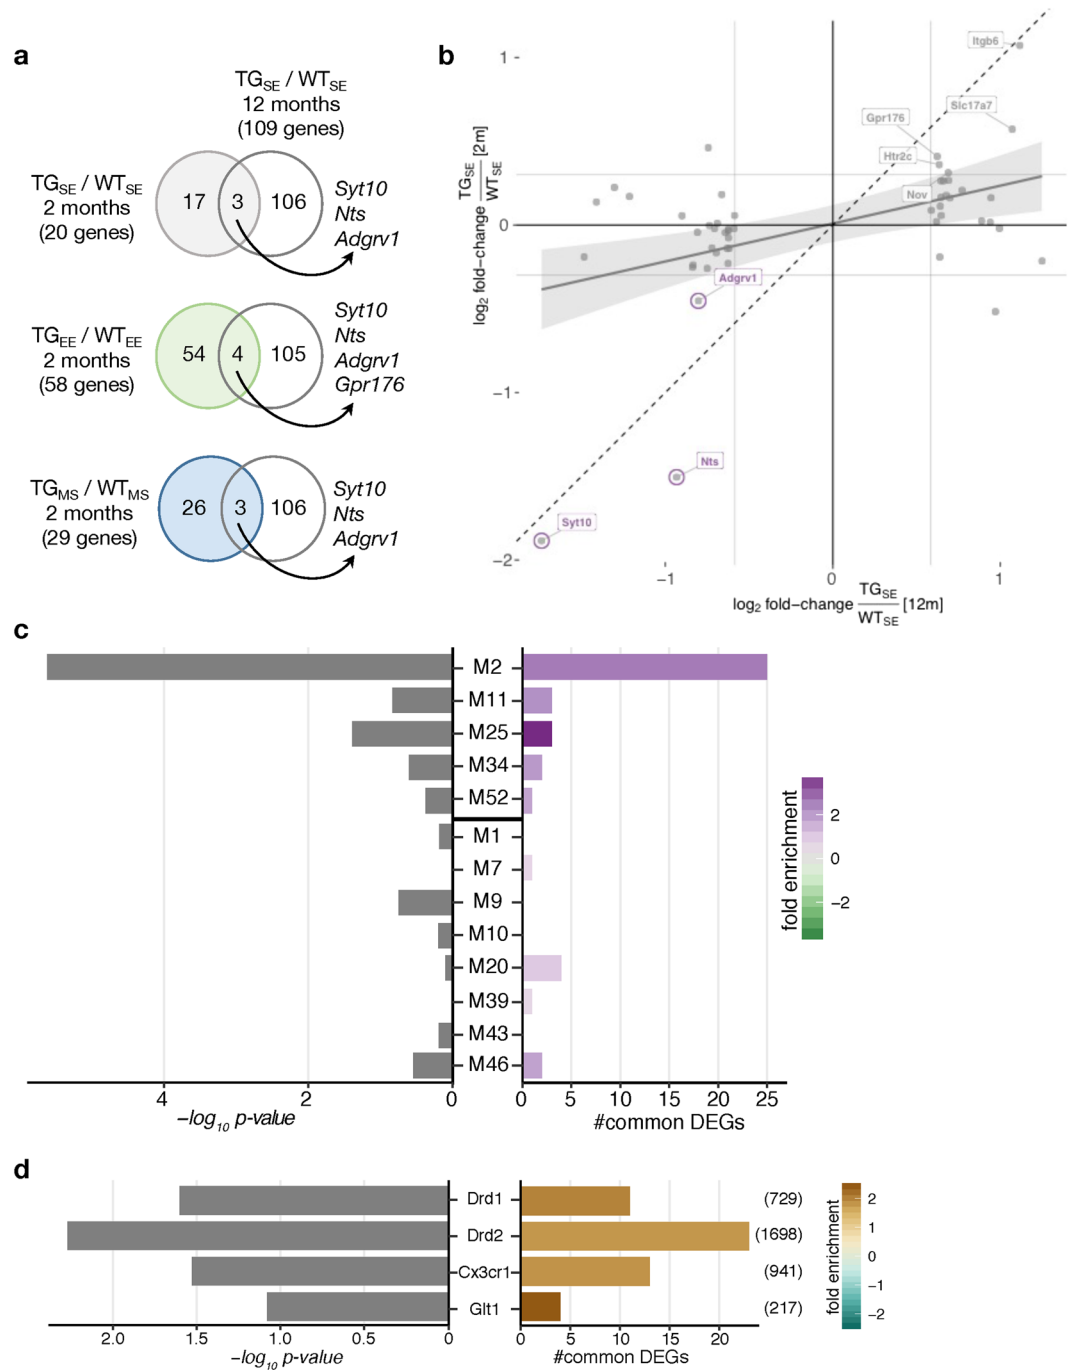 a
TGSE / WTSE
12 months
(109 genes)
TGSE / WTSE
2 months
(20 genes)
17
3
106
Syt10
Nts
Adgrv1
TGEE / WTEE
2 months
(58 genes)
54
4
105
Syt10
Nts
Adgrv1
Gpr176
TGMS / WTMS
2 months
(29 genes)
26
3
106
Syt10
Nts
Adgrv1
b
log2 fold−change TGSE/WTSE [2m]
1
0
−1
−2
Itgb6
Slc17a7
Gpr176
Htr2c
Nov
Adgrv1
Nts
Syt10
−1
0
1
log2 fold−change TGSE/WTSE [12m]
c
M2
M11
M25
M34
M52
M1
M7
M9
M10
M20
M39
M43
M46
4
2
0
−log10 p-value
0
5
10
15
20
25
#common DEGs
fold enrichment
2
0
−2
d
Drd1
Drd2
Cx3cr1
Glt1
(729)
(1698)
(941)
(217)
2.0
1.5
1.0
0.5
0
−log10 p-value
0
5
10
15
20
#common DEGs
fold enrichment
2
1
0
−1
−2